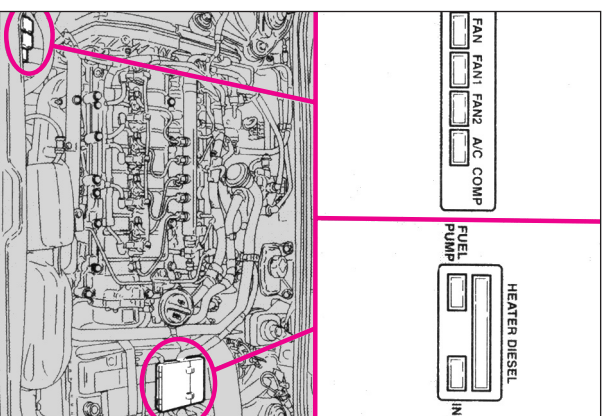 FAN
FAN1
FAN2
A/C COMP
FUEL
PUMP
HEATER DIESEL